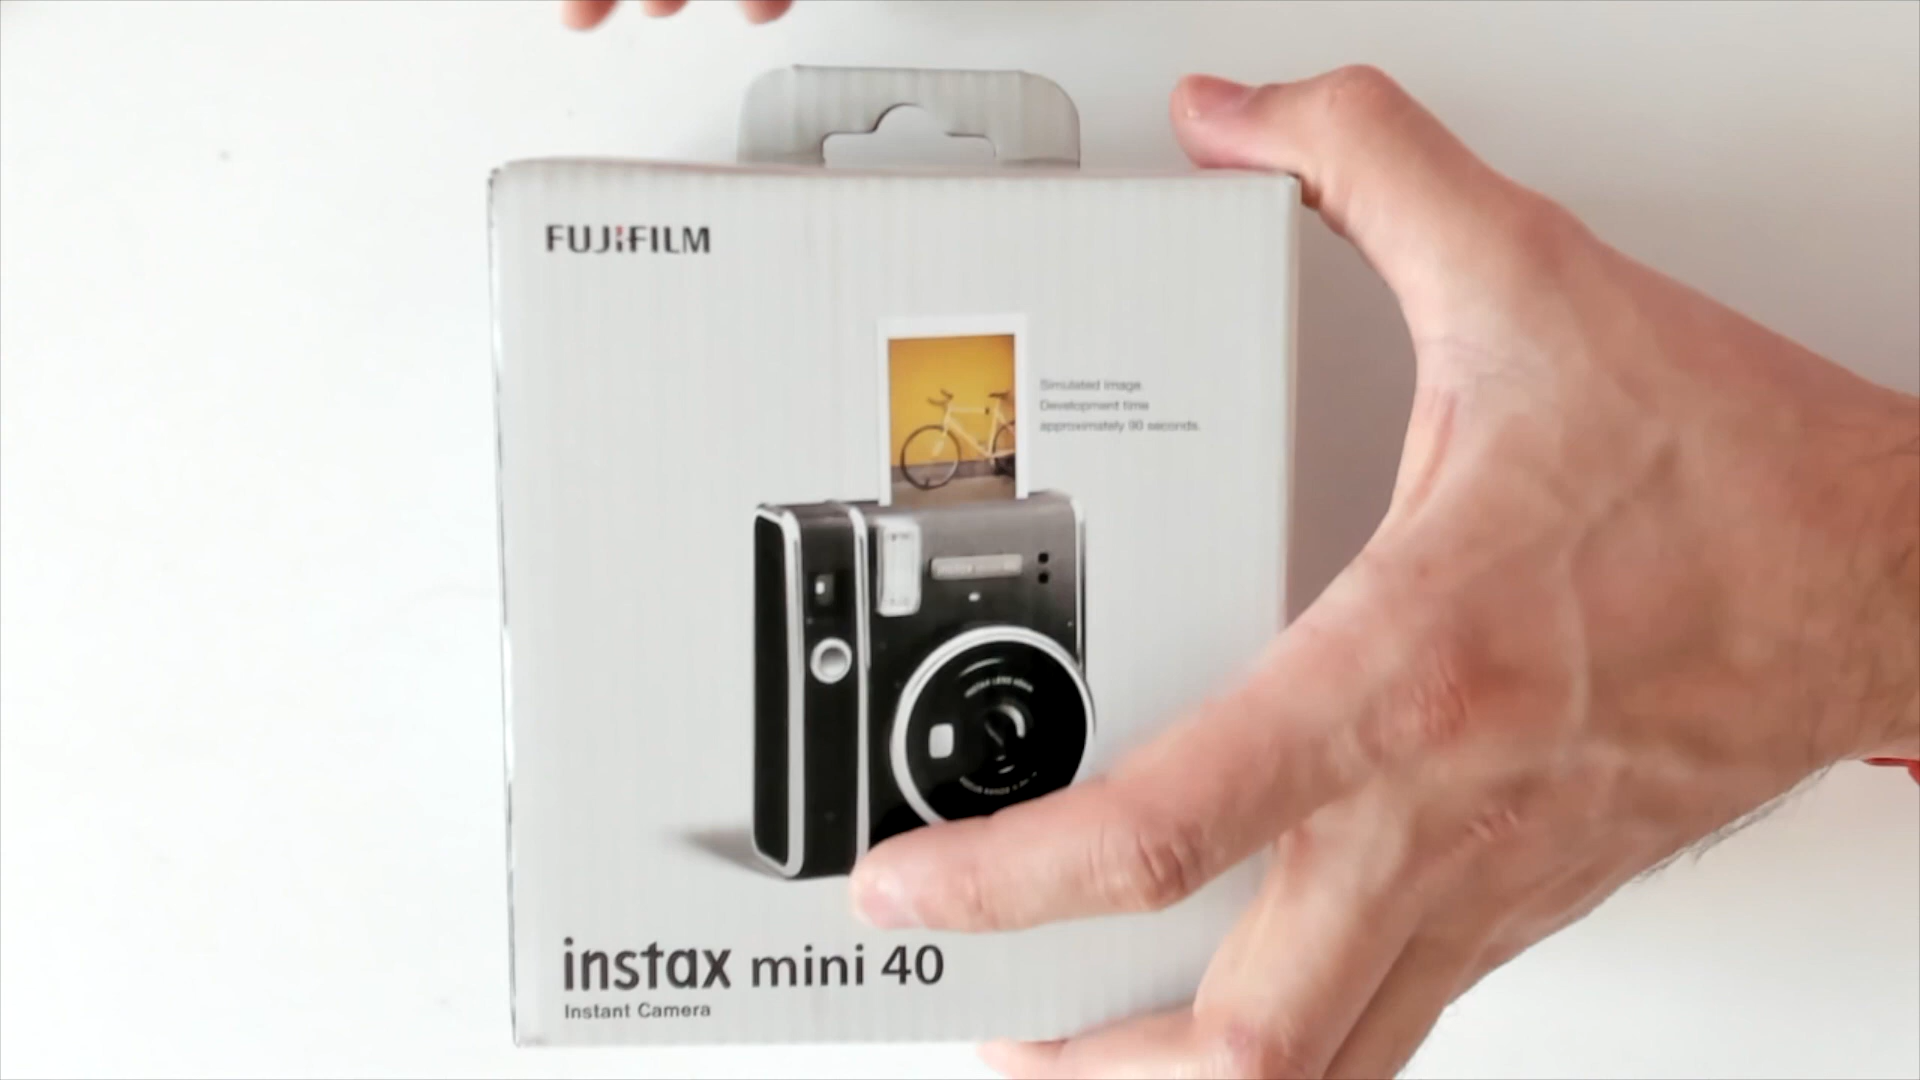 FUJIFILM
Simulated image.
Development time
approximately 90 seconds.
instax mini 40
Instant Camera